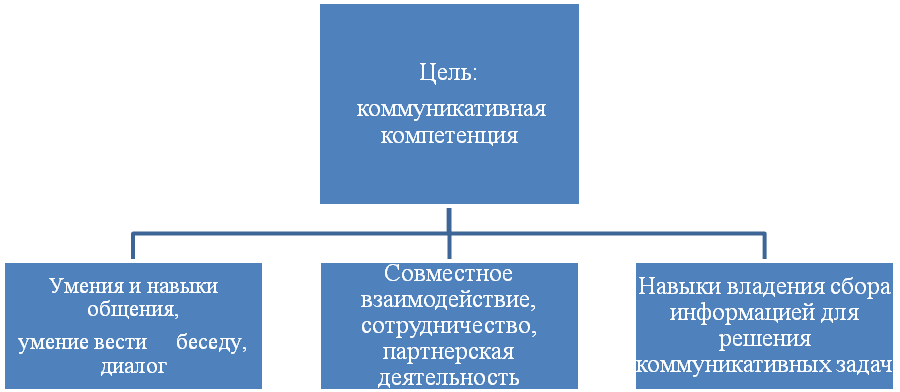 Цель:
коммуникативная
компетенция
Умения и навыки
общения,
умение вести беседу,
диалог
Совместное
взаимодействие,
сотрудничество,
партнерская
деятельность
Навыки владения сбора
информацией для
решения
коммуникативных задач